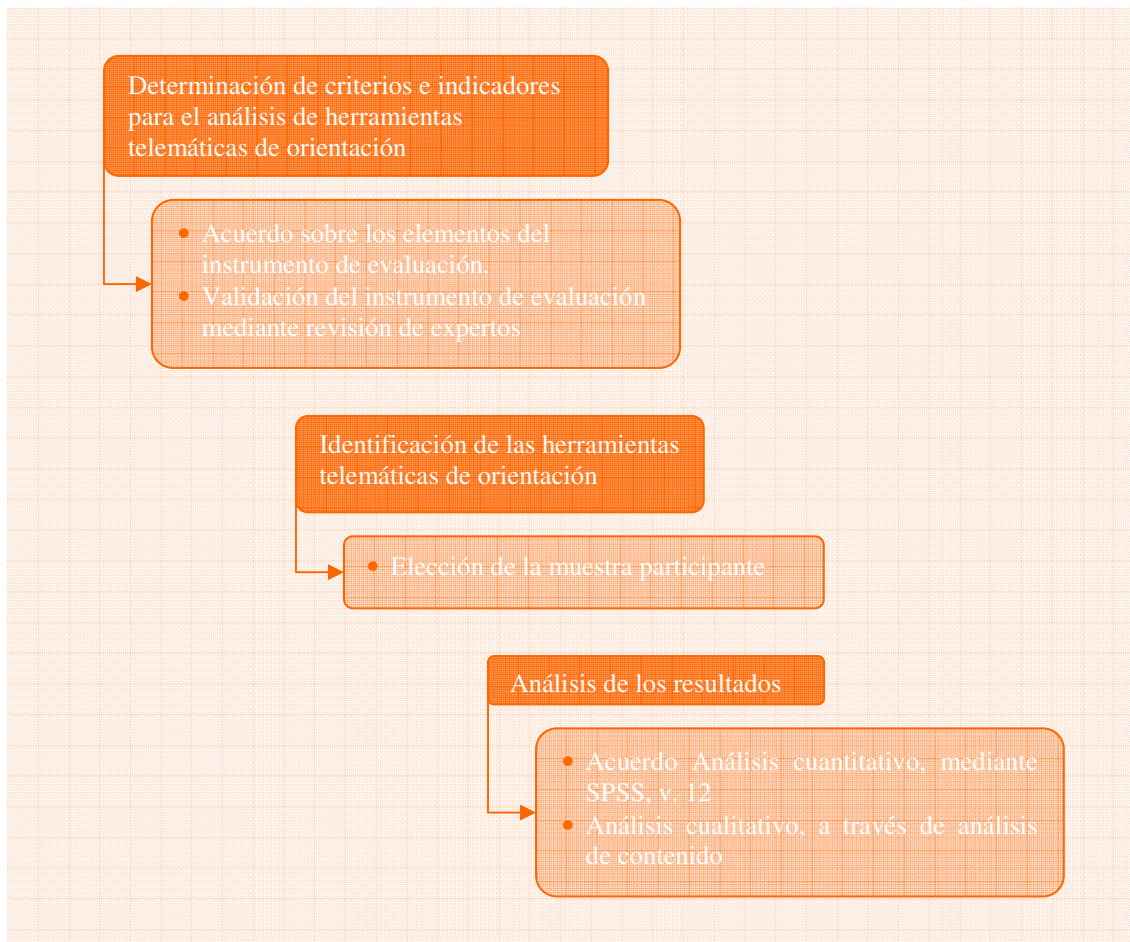 Determinación de criterios e indicadores
para el análisis de herramientas
telemáticas de orientación
• Acuerdo sobre los elementos del
instrumento de evaluación.
• Validación del instrumento de evaluación
mediante revisión de expertos
Identificación de las herramientas
telemáticas de orientación
• Elección de la muestra participante
Análisis de los resultados
• Acuerdo Análisis cuantitativo, mediante
SPSS, v. 12
• Análisis cualitativo, a través de análisis
de contenido